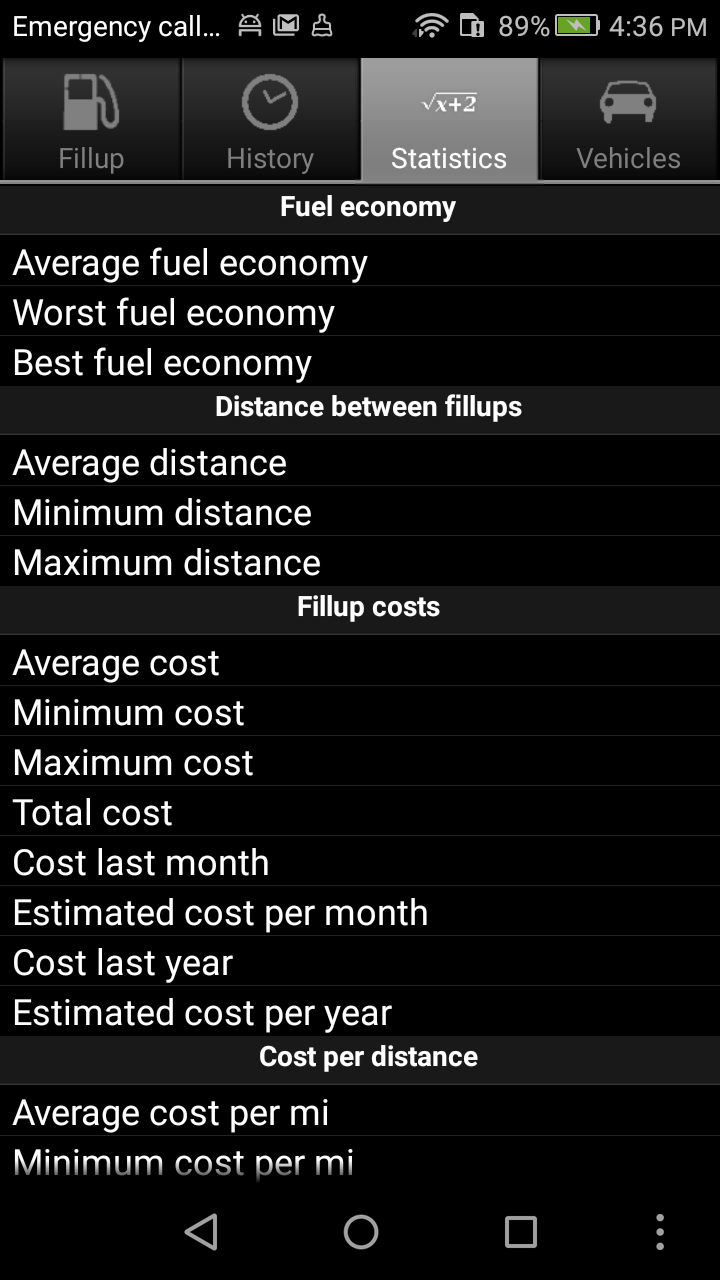 Emergency call... 89% 4:36 PM
Fillup History √x+2 Statistics Vehicles
Fuel economy
Average fuel economy
Worst fuel economy
Best fuel economy
Distance between fillups
Average distance
Minimum distance
Maximum distance
Fillup costs
Average cost
Minimum cost
Maximum cost
Total cost
Cost last month
Estimated cost per month
Cost last year
Estimated cost per year
Cost per distance
Average cost per mi
Minimum cost per mi